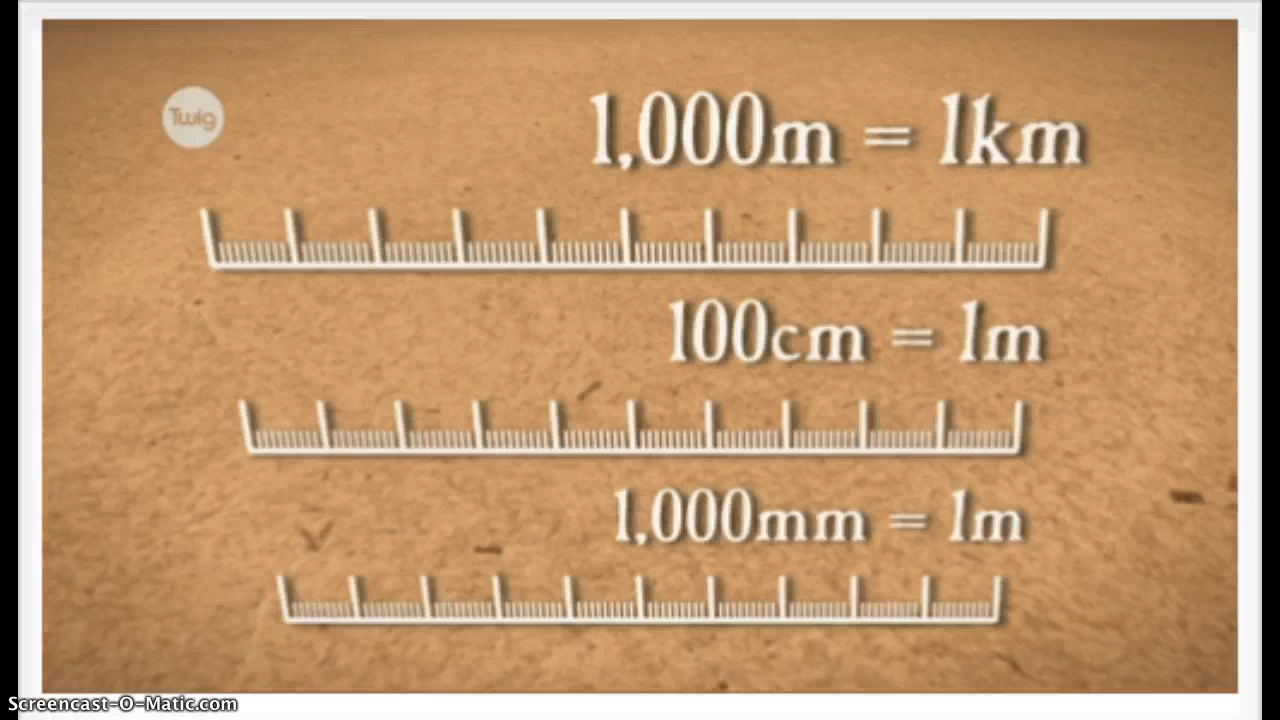 Twig
1,000m = 1km
100cm = 1m
1,000mm = 1m
Screencast-O-Matic.com